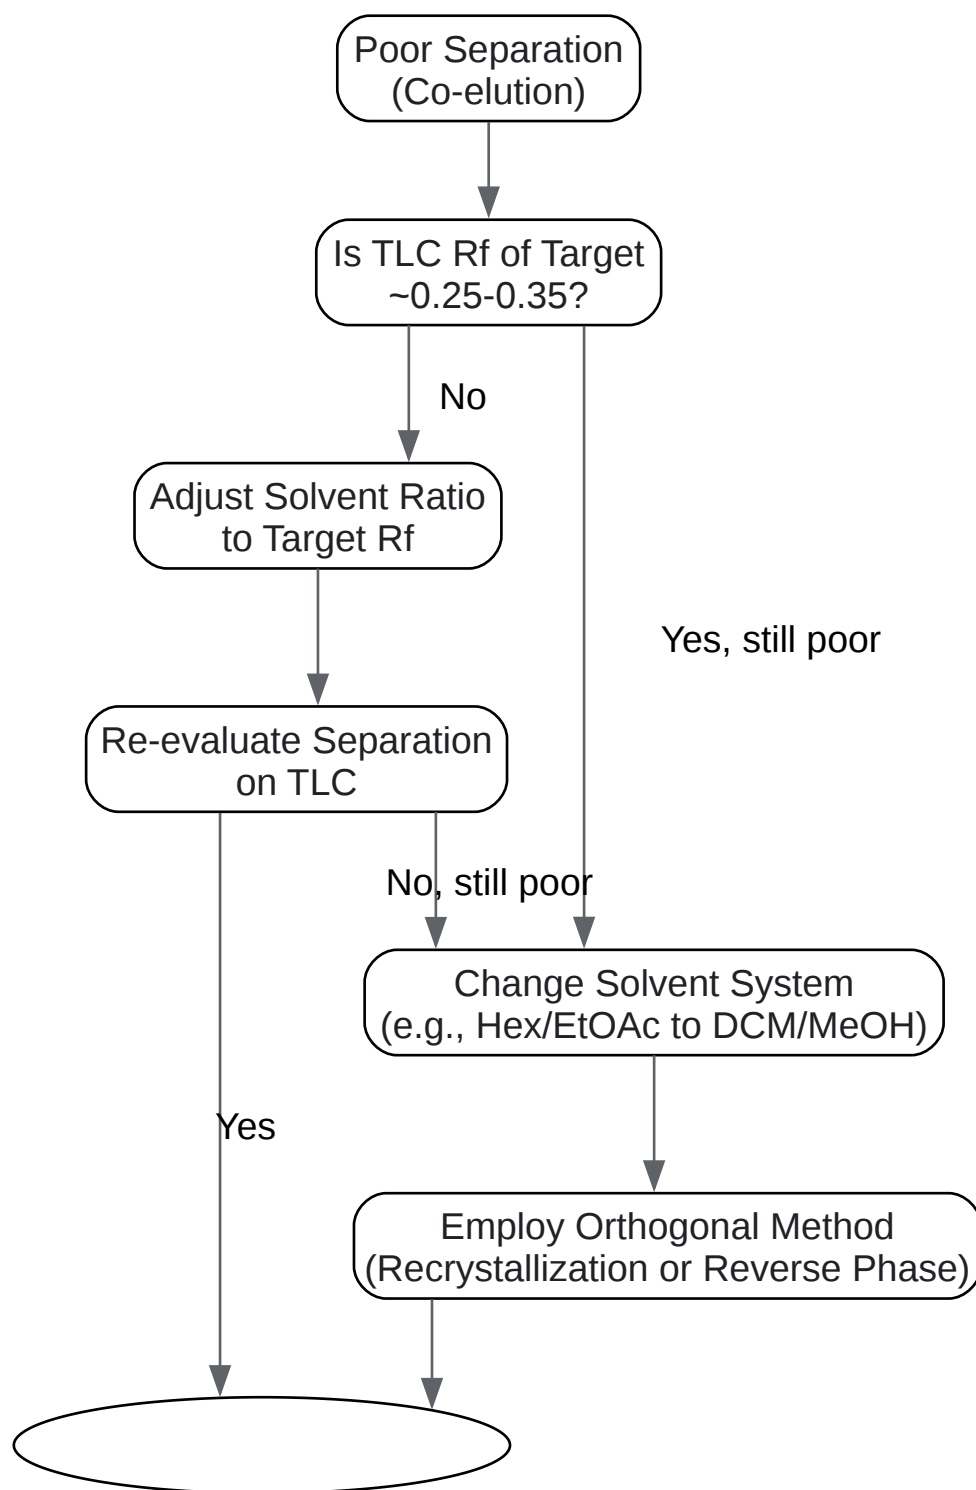 Poor Separation
(Co-elution)
Is TLC Rf of Target
~0.25-0.35?
No
Adjust Solvent Ratio
to Target Rf
Yes, still poor
Re-evaluate Separation
on TLC
No, still poor
Change Solvent System
(e.g., Hex/EtOAc to DCM/MeOH)
Yes
Employ Orthogonal Method
(Recrystallization or Reverse Phase)